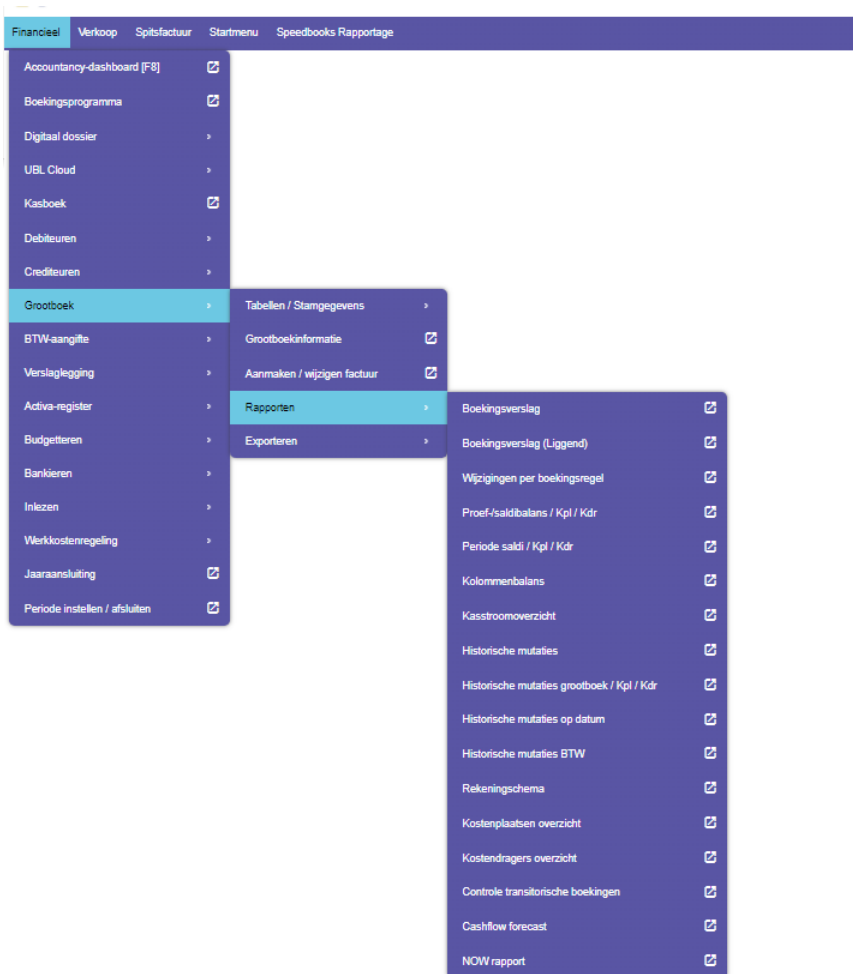 Financieel Verkoop Spitsfactuur Startmenu Speedbooks Rapportage
Accountancy-dashboard [F8]
Boekingsprogramma
Digitaal dossier
UBL Cloud
Kasboek
Debiteuren
Crediteuren
Grootboek
BTW-aangifte
Verslaglegging
Activa-register
Budgetteren
Bankieren
Inlezen
Werkkostenregeling
Jaaraansluiting
Periode instellen / afsluiten
Tabellen / Stamgegevens
Grootboekinformatie
Aanmaken / wijzigen factuur
Rapporten
Exporteren
Boekingsverslag
Boekingsverslag (Liggend)
Wijzigingen per boekingsregel
Proef-/saldibalans / Kpl / Kdr
Periode saldi / Kpl / Kdr
Kolommenbalans
Kasstroomoverzicht
Historische mutaties
Historische mutaties grootboek / Kpl / Kdr
Historische mutaties op datum
Historische mutaties BTW
Rekeningschema
Kostenplaatsen overzicht
Kostendragers overzicht
Controle transitorische boekingen
Cashflow forecast
NOW rapport